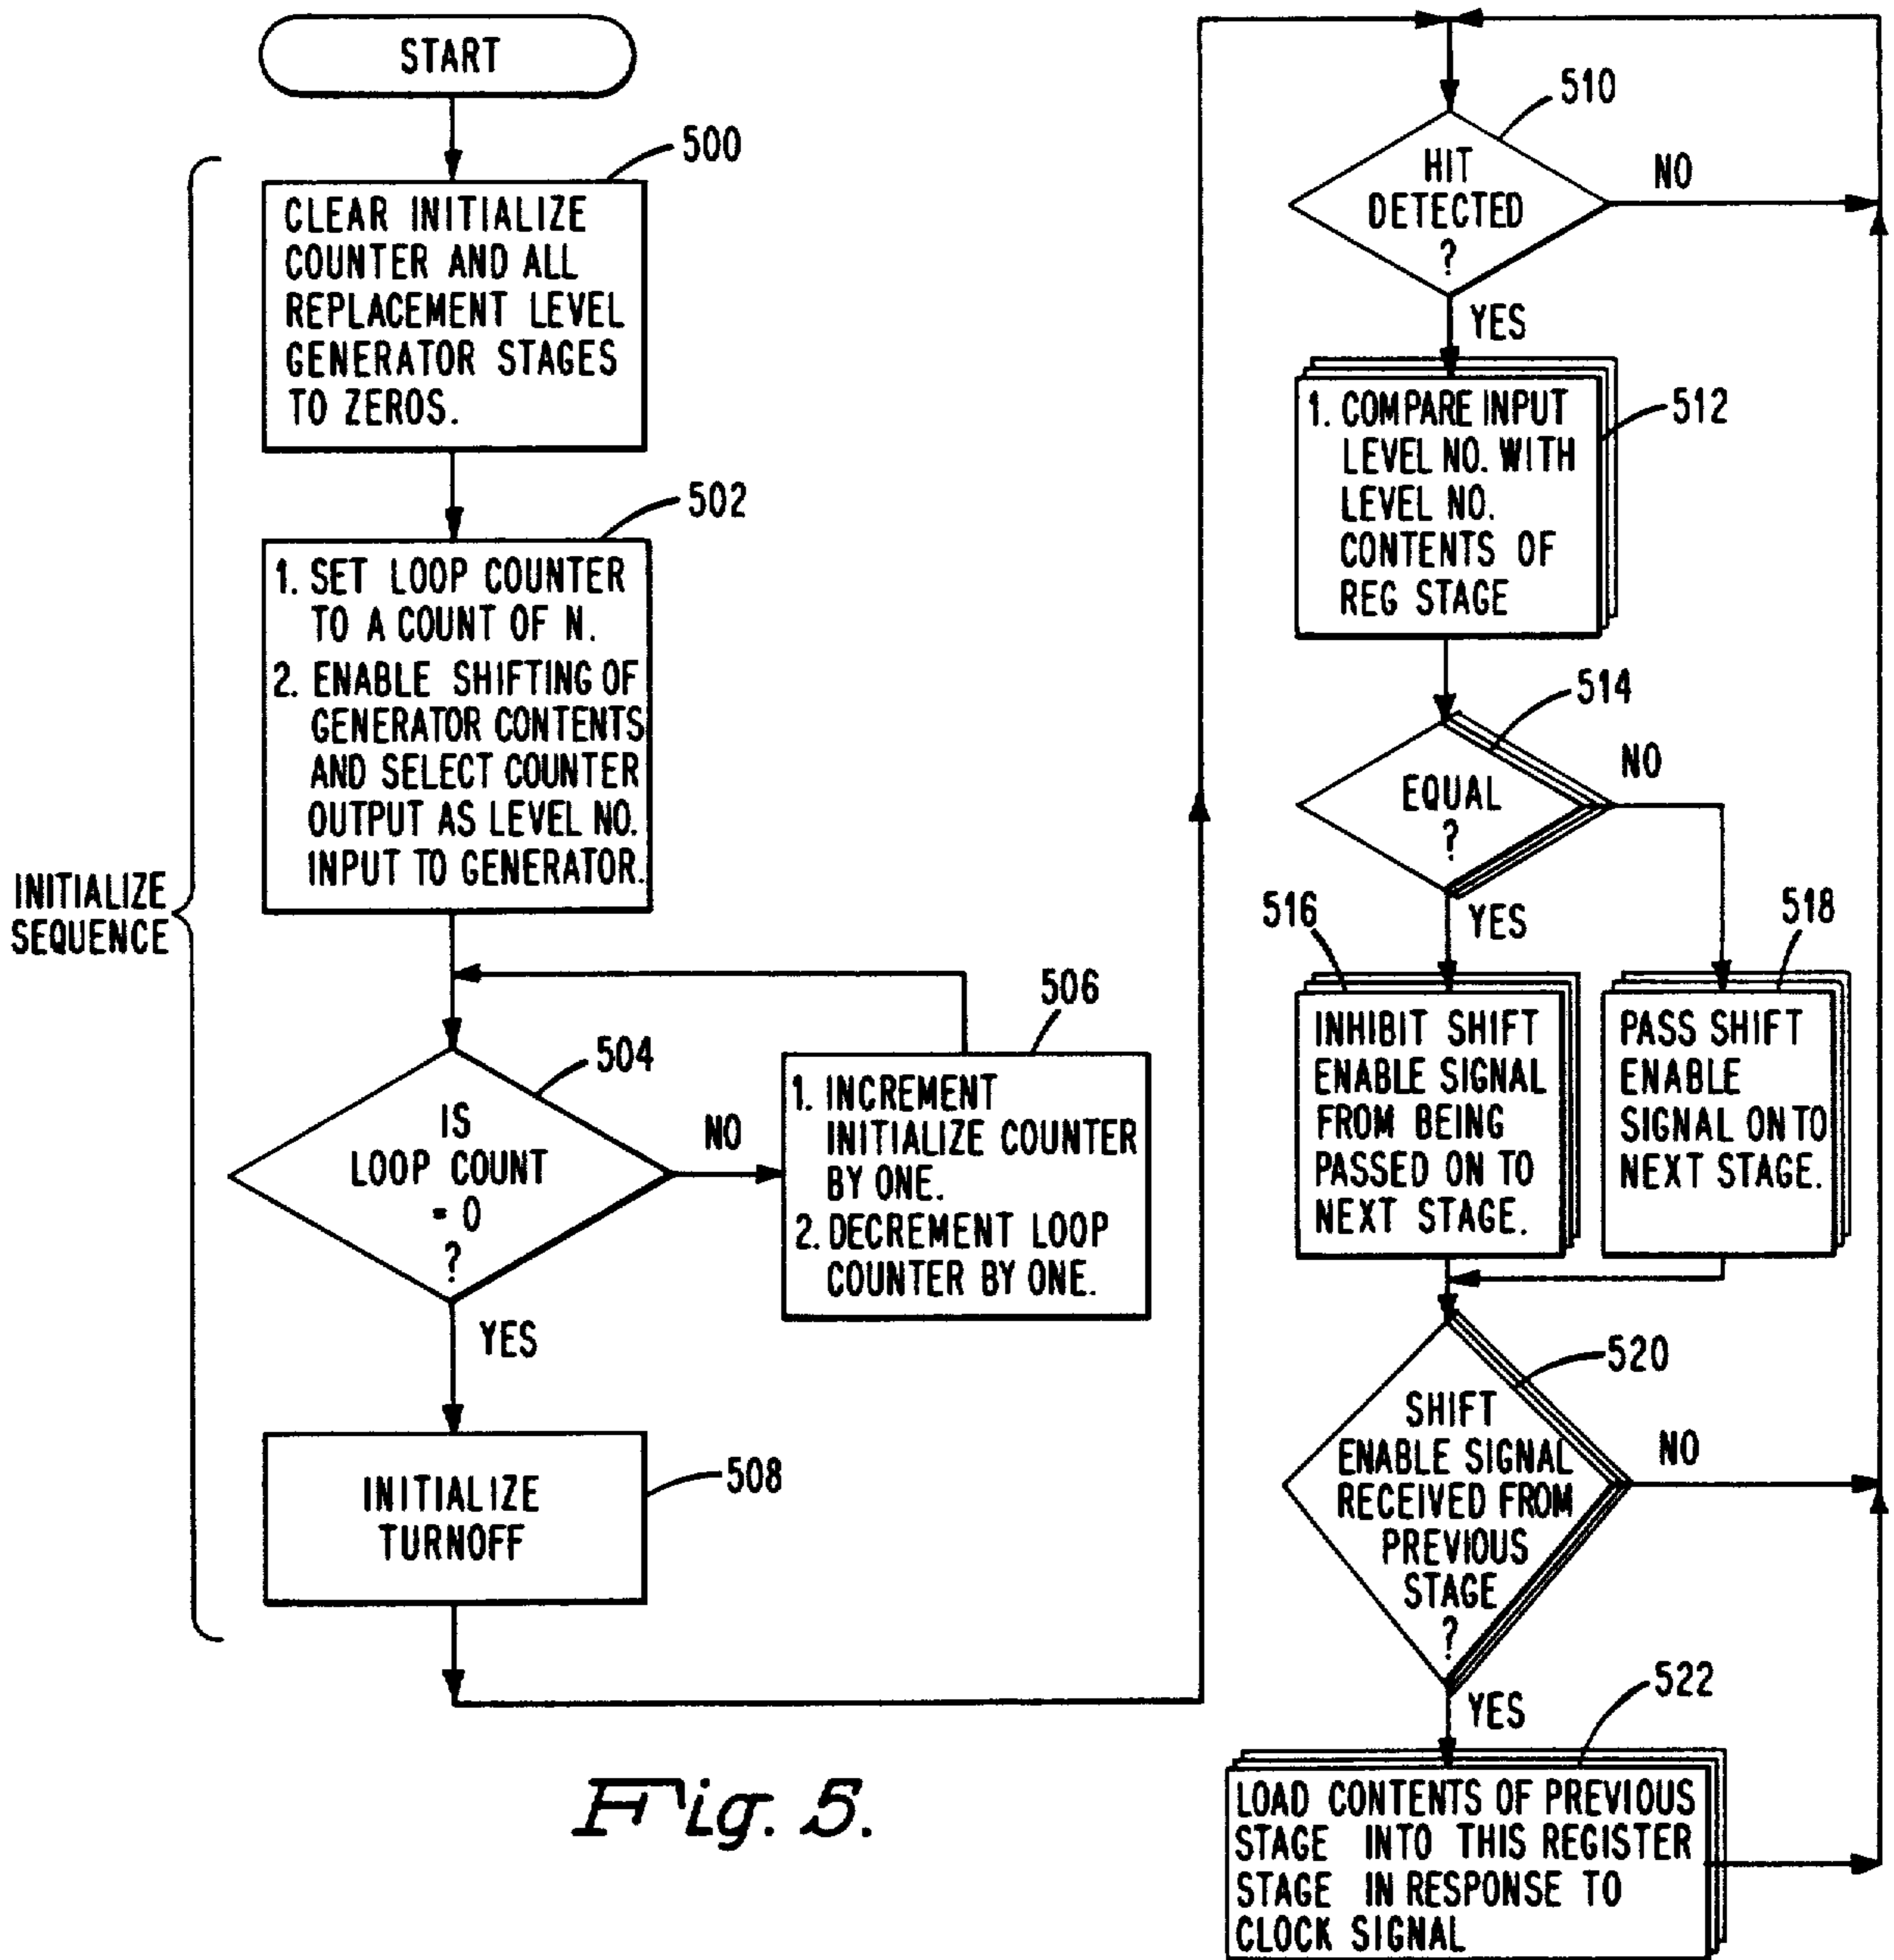 START
500
CLEAR INITIALIZE
COUNTER AND ALL
REPLACEMENT LEVEL
GENERATOR STAGES
TO ZEROS.
502
1. SET LOOP COUNTER
TO A COUNT OF N.
2. ENABLE SHIFTING OF
GENERATOR CONTENTS
AND SELECT COUNTER
OUTPUT AS LEVEL NO.
INPUT TO GENERATOR.
INITIALIZE
SEQUENCE
504
IS
LOOP COUNT
= 0
?
NO
506
1. INCREMENT
INITIALIZE COUNTER
BY ONE.
2. DECREMENT LOOP
COUNTER BY ONE.
YES
508
INITIALIZE
TURNOFF
510
HIT
DETECTED
?
NO
YES
512
1. COMPARE INPUT
LEVEL NO. WITH
LEVEL NO.
CONTENTS OF
REG STAGE
514
EQUAL
?
NO
YES
516
INHIBIT SHIFT
ENABLE SIGNAL
FROM BEING
PASSED ON TO
NEXT STAGE.
518
PASS SHIFT
ENABLE
SIGNAL ON TO
NEXT STAGE.
520
SHIFT
ENABLE SIGNAL
RECEIVED FROM
PREVIOUS
STAGE
?
NO
YES
522
LOAD CONTENTS OF PREVIOUS
STAGE INTO THIS REGISTER
STAGE IN RESPONSE TO
CLOCK SIGNAL
Fig. 5.